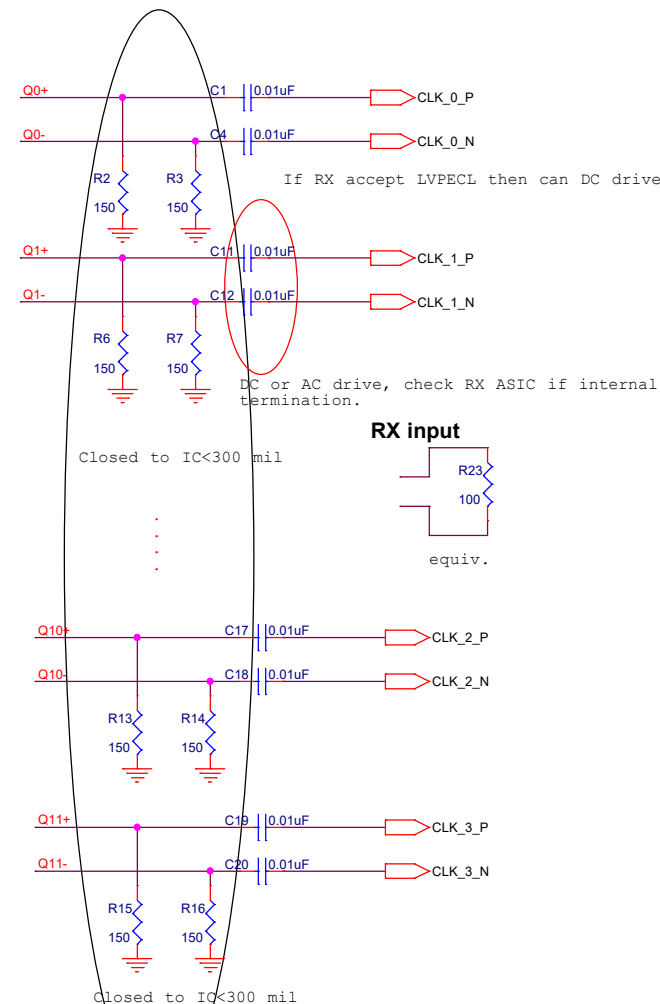 Q0+ C1 0.01uF CLK_0_P
Q0- C4 0.01uF CLK_0_N
R2 R3
150 150
If RX accept LVPECL then can DC drive
Q1+ C11 0.01uF CLK_1_P
Q1- C12 0.01uF CLK_1_N
R6 R7
150 150
DC or AC drive, check RX ASIC if internal
termination.
RX input
Closed to IC<300 mil
R23
100
equiv.
Q10+ C17 0.01uF CLK_2_P
Q10- C18 0.01uF CLK_2_N
R13 R14
150 150
Q11+ C19 0.01uF CLK_3_P
Q11- C20 0.01uF CLK_3_N
R15 R16
150 150
Closed to IC<300 mil